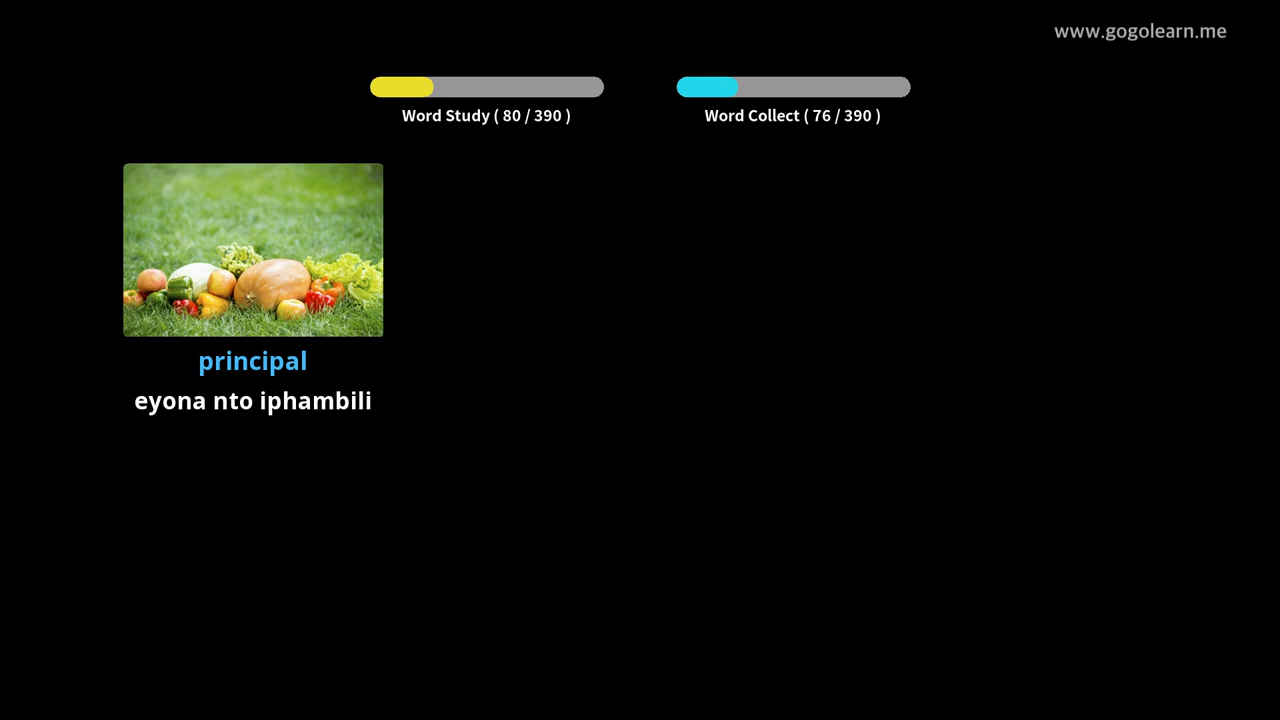 www.gogolearn.me
Word Study ( 80 / 390 )
Word Collect ( 76 / 390 )
principal
eyona nto iphambili